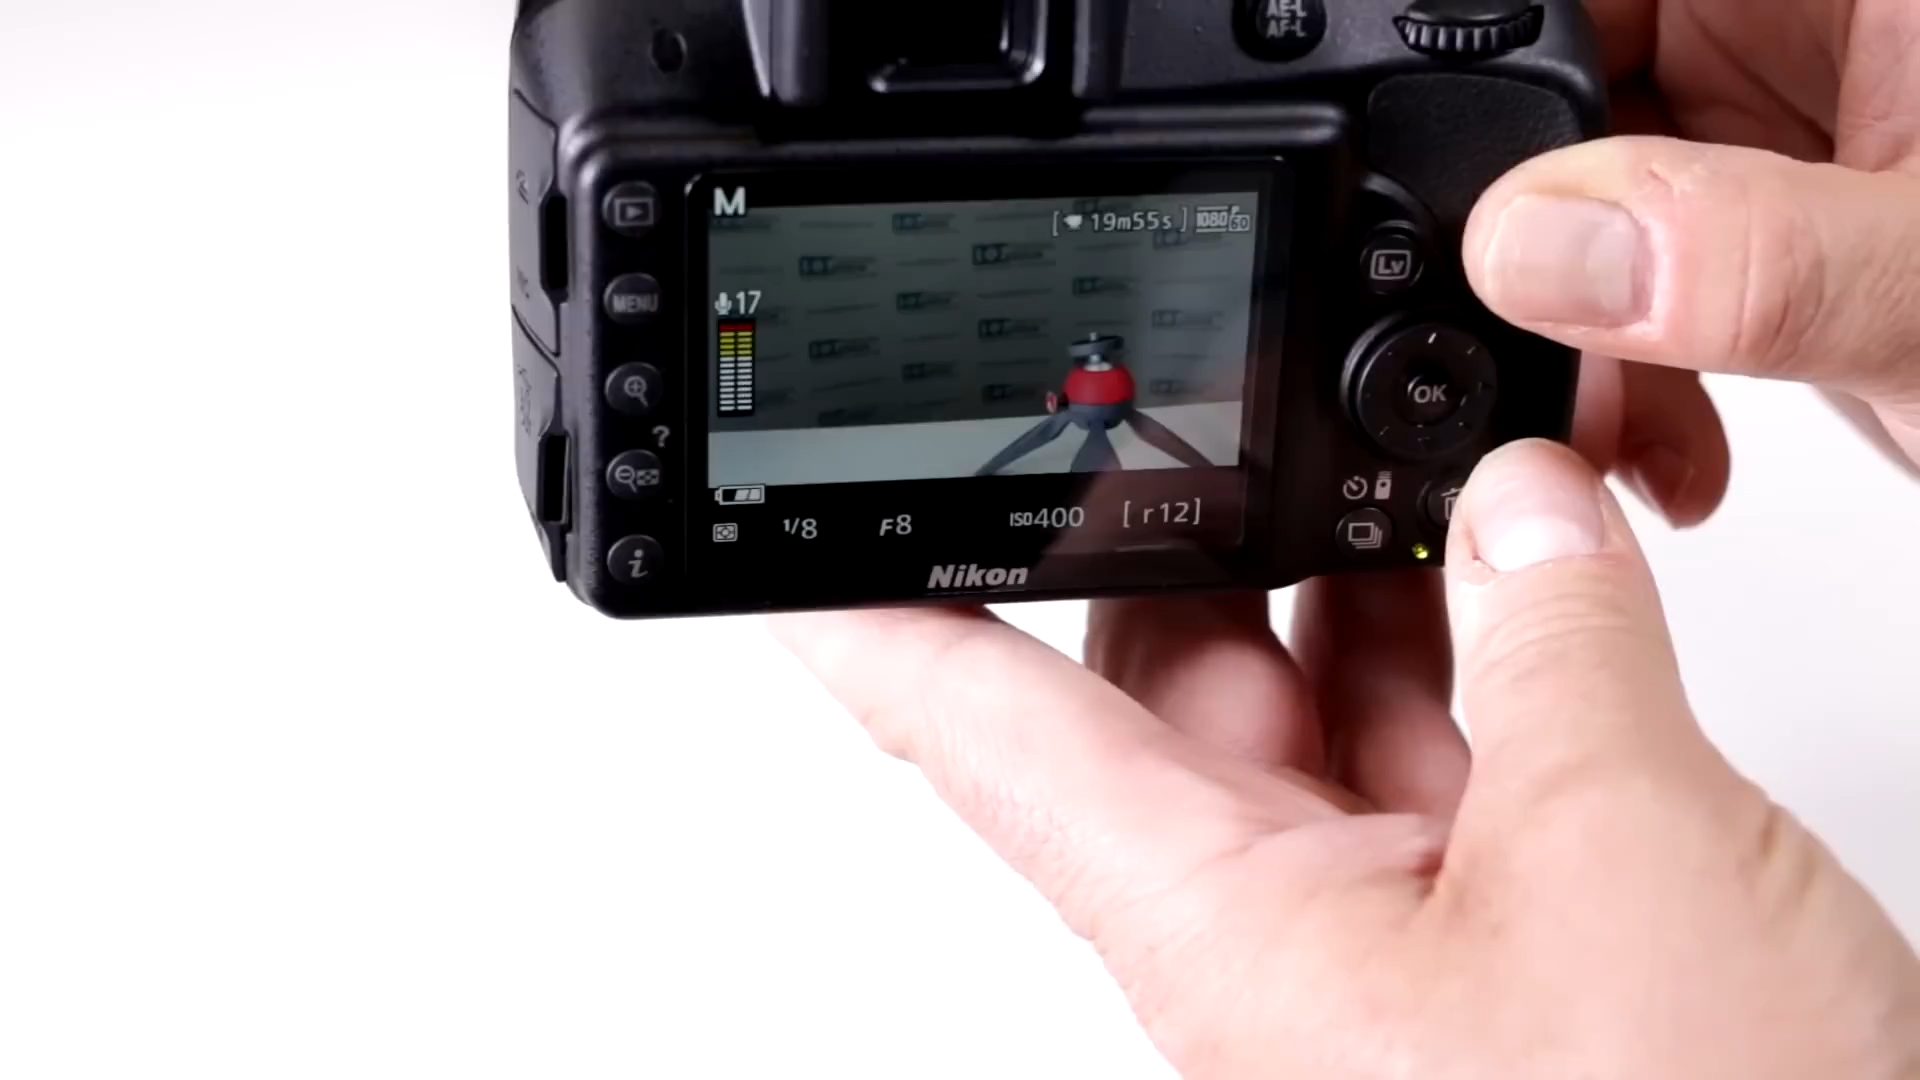 AE-L
AF-L
M
[ 19m55s ] 1080 60
17
MENU
Lv
OK
?
1/8 F8 ISO400 [ r12]
i
Nikon